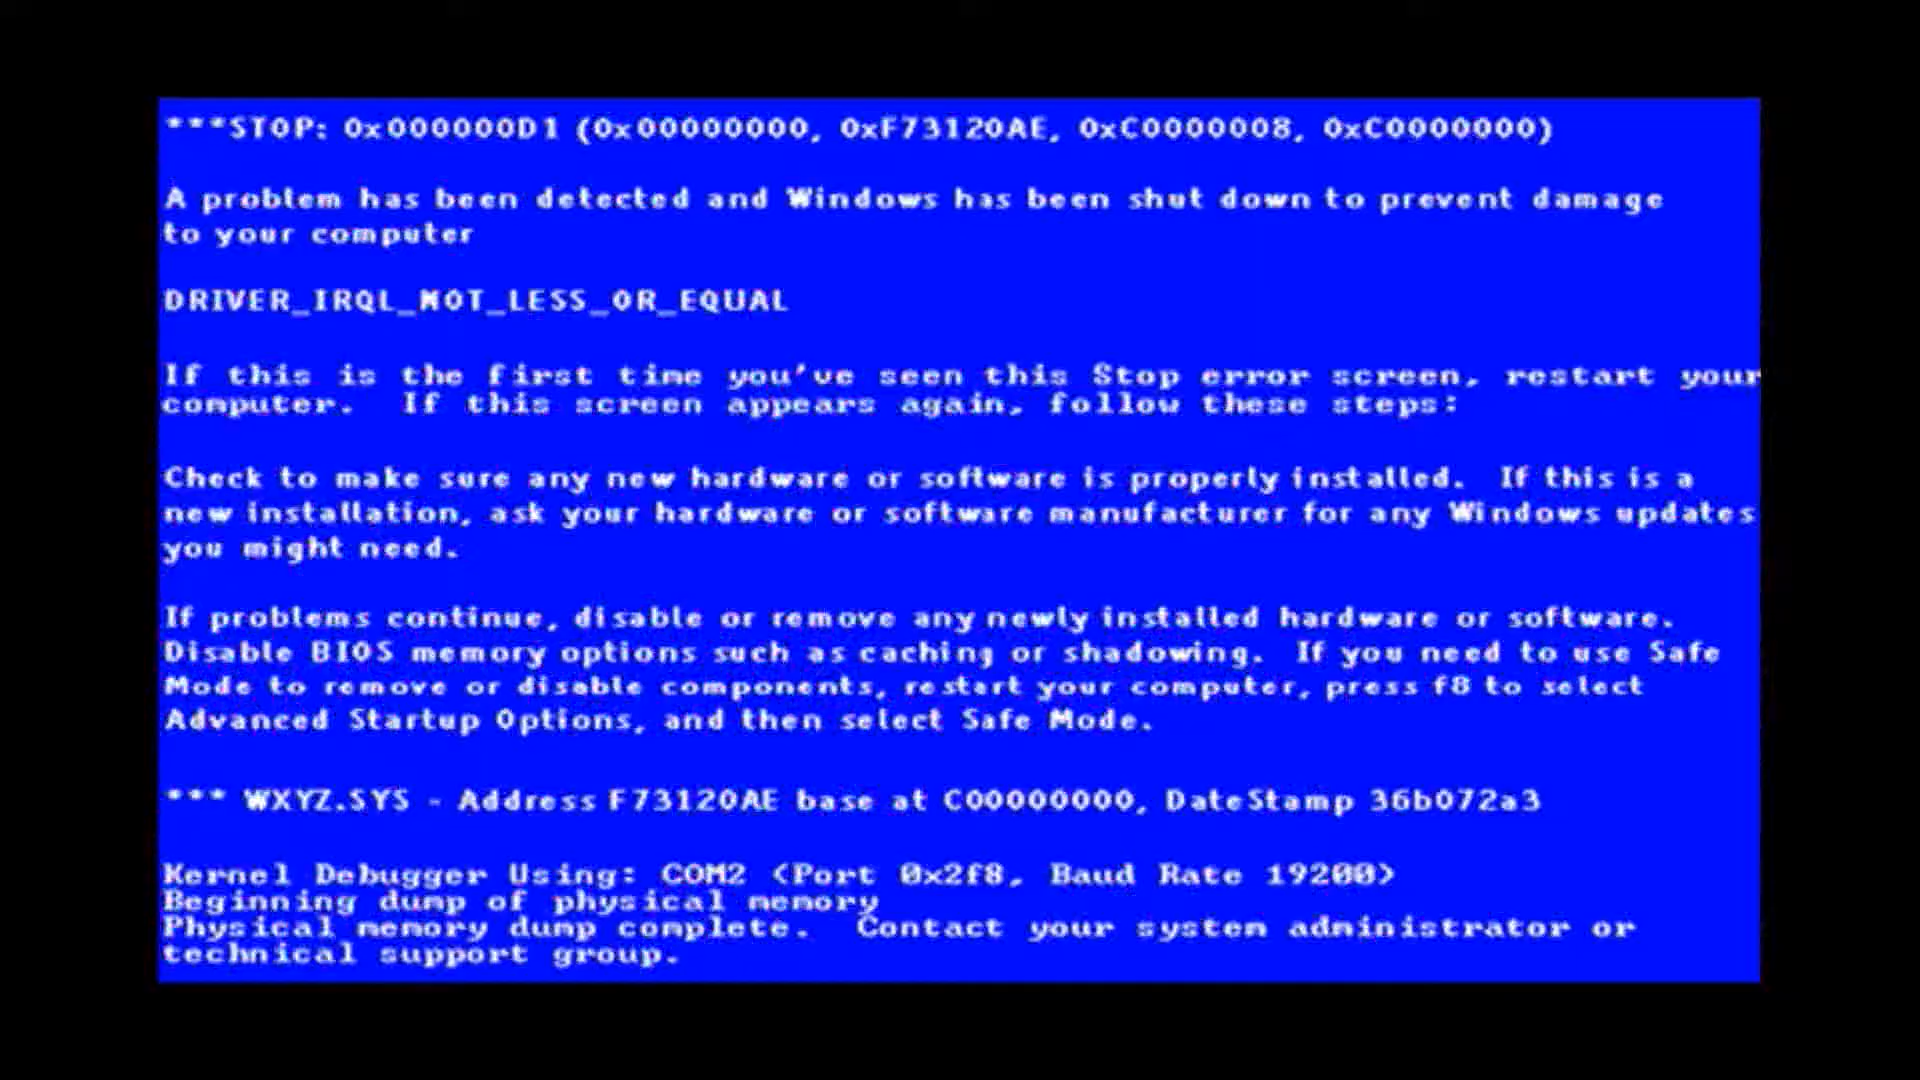 ***STOP: 0x000000D1 (0x00000000, 0xF73120AE, 0xC0000008, 0xC0000000)
A problem has been detected and Windows has been shut down to prevent damage
to your computer
DRIVER_IRQL_NOT_LESS_OR_EQUAL
If this is the first time you've seen this Stop error screen, restart your
computer. If this screen appears again, follow these steps:
Check to make sure any new hardware or software is properly installed. If this is a
new installation, ask your hardware or software manufacturer for any Windows updates
you might need.
If problems continue, disable or remove any newly installed hardware or software.
Disable BIOS memory options such as caching or shadowing. If you need to use Safe
Mode to remove or disable components, restart your computer, press f8 to select
Advanced Startup Options, and then select Safe Mode.
*** WXYZ.SYS - Address F73120AE base at C00000000, DateStamp 36b072a3
Kernel Debugger Using: COM2 (Port 0x2f8, Baud Rate 19200)
Beginning dump of physical memory
Physical memory dump complete. Contact your system administrator or
technical support group.